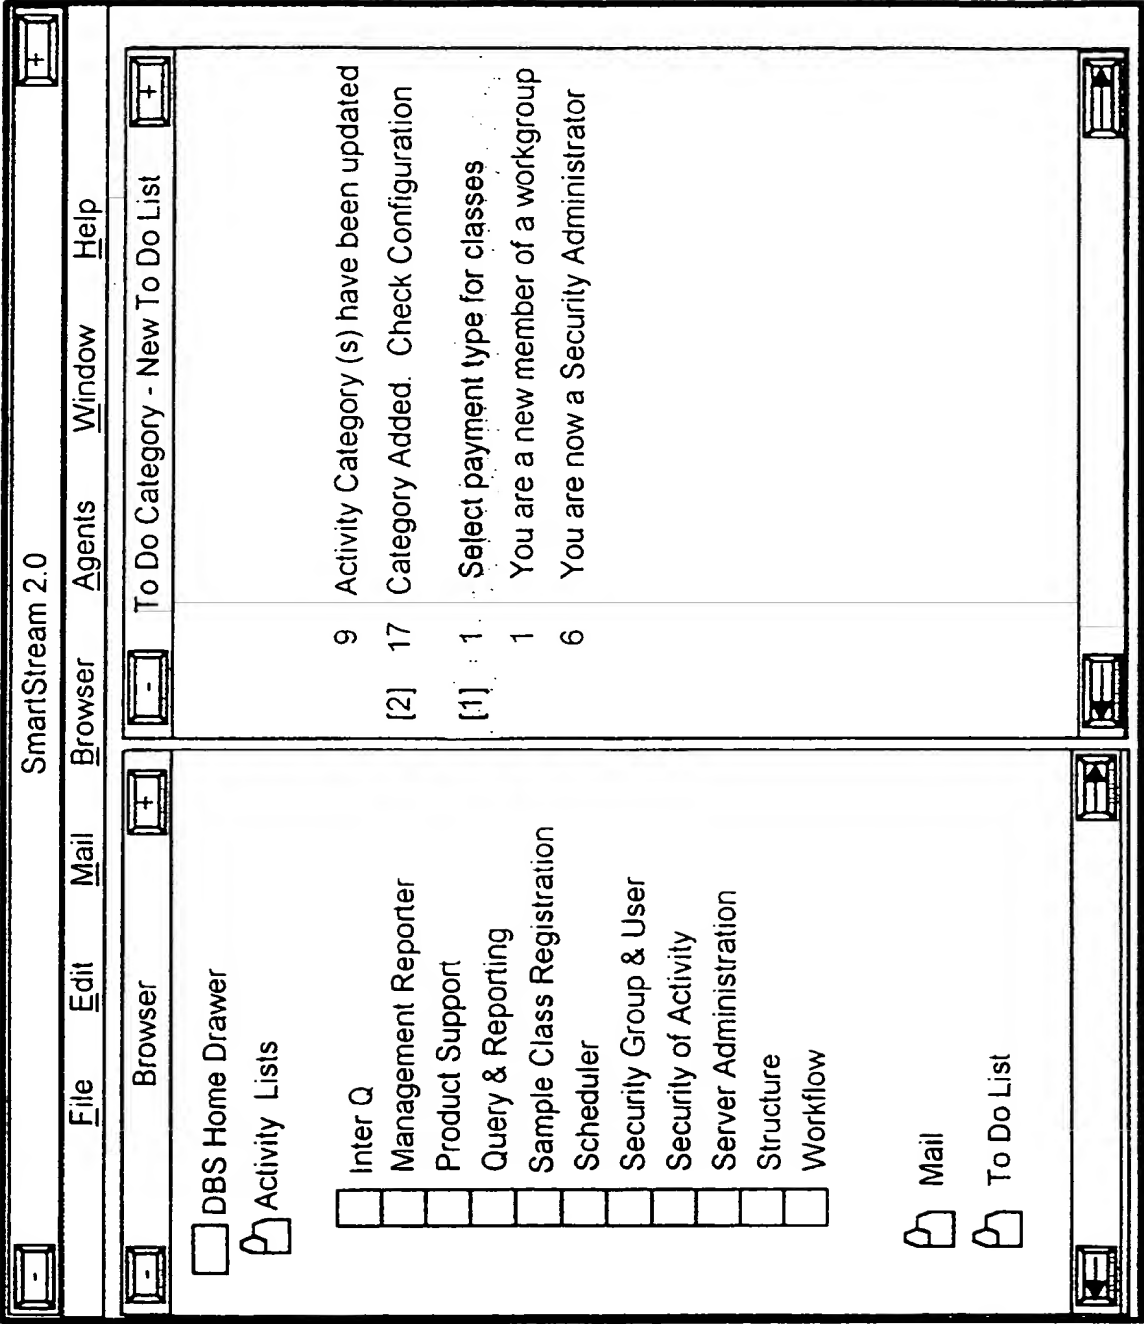 SmartStream 2.0
File Edit Mail Browser Agents Window Help
Browser
DBS Home Drawer
Activity Lists
Inter Q
Management Reporter
Product Support
Query & Reporting
Sample Class Registration
Scheduler
Security Group & User
Security of Activity
Server Administration
Structure
Workflow
Mail
To Do List
To Do Category - New To Do List
9 Activity Category (s) have been updated
[2] 17 Category Added. Check Configuration
[1] 1 Select payment type for classes
1 You are a new member of a workgroup
6 You are now a Security Administrator